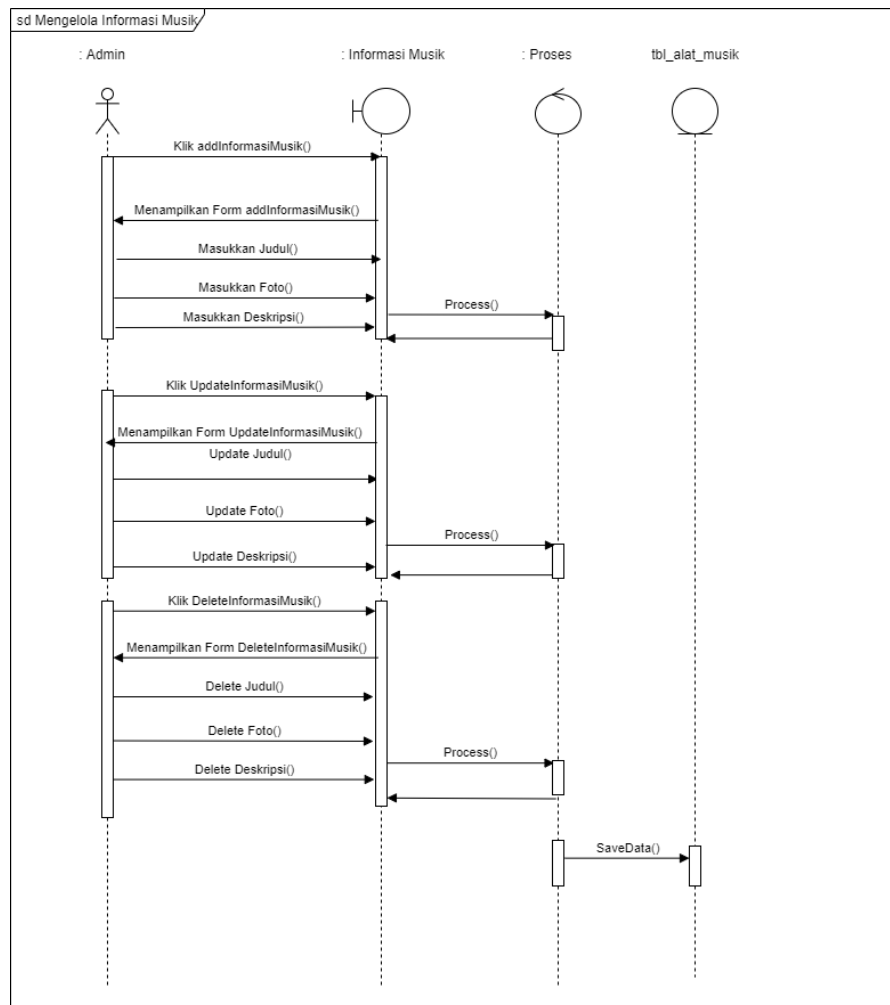 sd Mengelola Informasi Musik
: Admin
: Informasi Musik
: Proses
tbl_alat_musik
Klik addInformasiMusik()
Menampilkan Form addInformasiMusik()
Masukkan Judul()
Masukkan Foto()
Process()
Masukkan Deskripsi()
Klik UpdateInformasiMusik()
Menampilkan Form UpdateInformasiMusik()
Update Judul()
Update Foto()
Process()
Update Deskripsi()
Klik DeleteInformasiMusik()
Menampilkan Form DeleteInformasiMusik()
Delete Judul()
Delete Foto()
Process()
Delete Deskripsi()
SaveData()